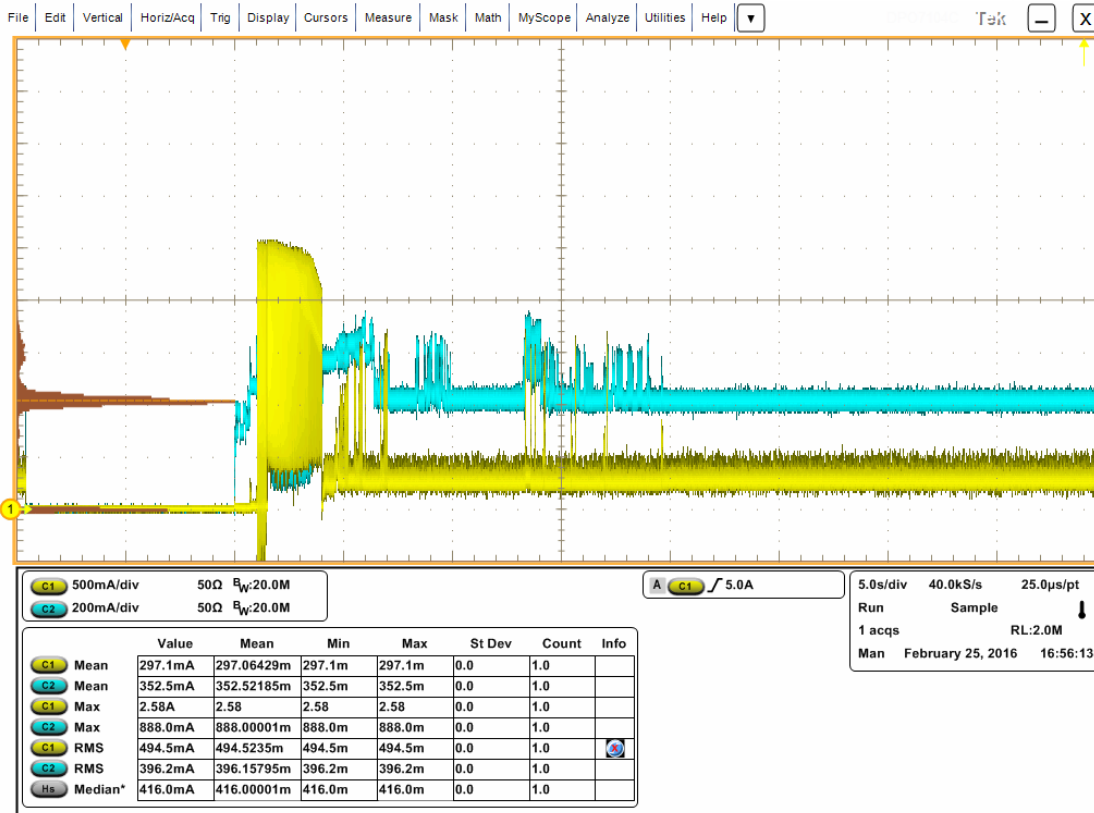 File Edit Vertical Horiz/Acq Trig Display Cursors Measure Mask Math MyScope Analyze Utilities Help Tek X
1
C1 500mA/div 50Ω BW:20.0M
C2 200mA/div 50Ω BW:20.0M
A C1 5.0A
5.0s/div 40.0kS/s 25.0µs/pt
Run Sample
1 acqs RL:2.0M
Man February 25, 2016 16:56:13
Value Mean Min Max St Dev Count Info
C1 Mean 297.1mA 297.06429m 297.1m 297.1m 0.0 1.0
C2 Mean 352.5mA 352.52185m 352.5m 352.5m 0.0 1.0
C1 Max 2.58A 2.58 2.58 2.58 0.0 1.0
C2 Max 888.0mA 888.00001m 888.0m 888.0m 0.0 1.0
C1 RMS 494.5mA 494.5235m 494.5m 494.5m 0.0 1.0
C2 RMS 396.2mA 396.15795m 396.2m 396.2m 0.0 1.0
Hs Median* 416.0mA 416.00001m 416.0m 416.0m 0.0 1.0